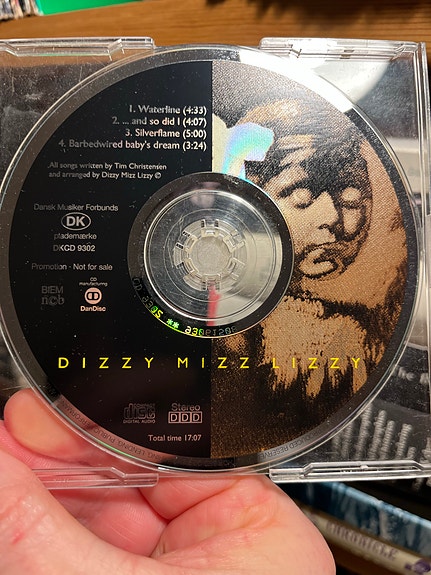 1. Waterline (4:33)
2. ... and so did I (4:07)
3. Silverflame (5:00)
4. Barbedwired baby's dream (3:24)
All songs written by Tim Christensen
and arranged by Dizzy Mizz Lizzy ©
Dansk Musiker Forbunds
DK
plademærke
DKCD 9302
Promotion - Not for sale
BIEM
n©b
CD
manufacturing
DanDisc
DIZZY MIZZ LIZZY
disc
DIGITAL AUDIO
Stereo
DDD
Total time 17:07
CHRONICLE